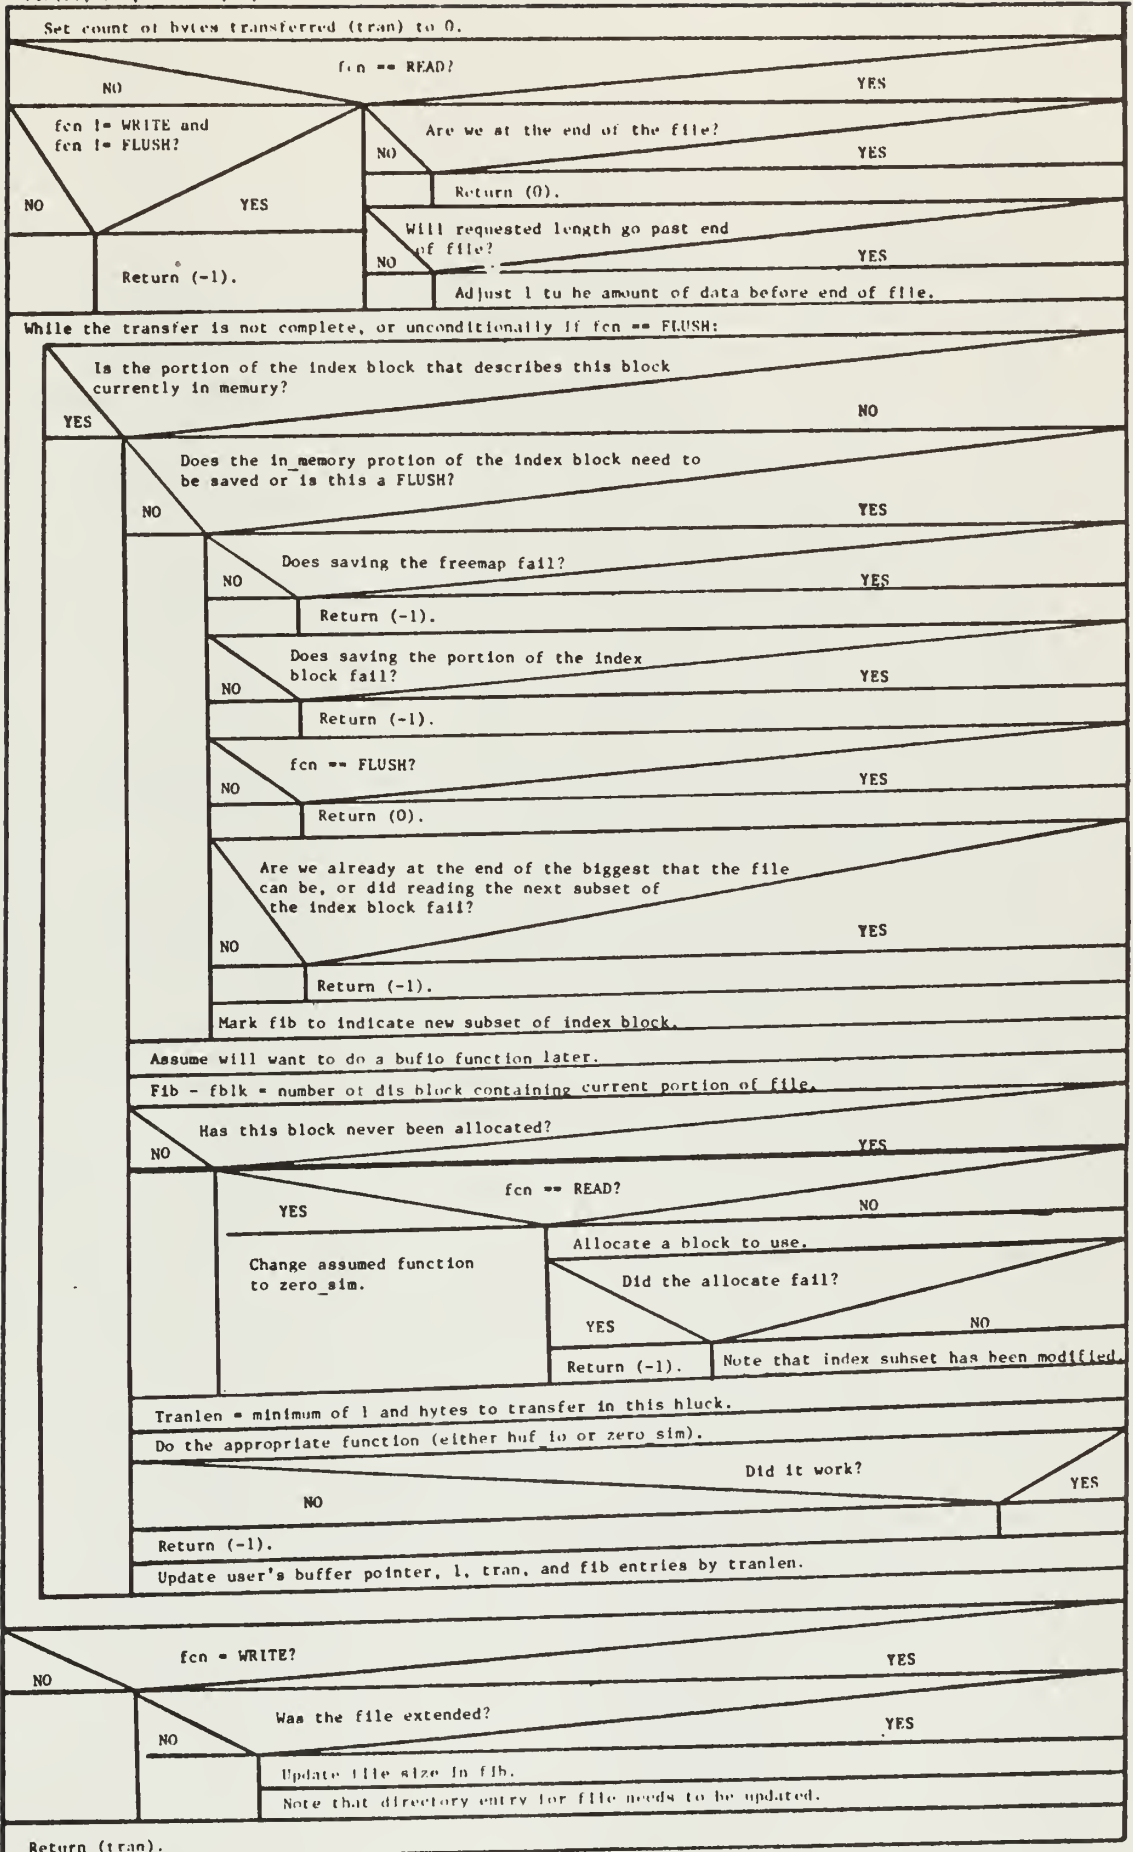 Set count of bytes transferred (tran) to 0.
fcn == READ?
NO
YES
fcn != WRITE and
fcn != FLUSH?
Are we at the end of the file?
NO
YES
NO
YES
Return (0).
Will requested length go past end
of file?
NO
YES
Return (-1).
Adjust l to be amount of data before end of file.
While the transfer is not complete, or unconditionally if fcn == FLUSH:
Is the portion of the index block that describes this block
currently in memury?
YES
NO
Does the in_memory protion of the index block need to
be saved or is this a FLUSH?
NO
YES
Does saving the freemap fail?
NO
YES
Return (-1).
Does saving the portion of the index
block fail?
NO
YES
Return (-1).
fcn == FLUSH?
NO
YES
Return (0).
Are we already at the end of the biggest that the file
can be, or did reading the next subset of
the index block fail?
NO
YES
Return (-1).
Mark fib to indicate new subset of index block.
Assume will want to do a bufio function later.
Fib - fblk = number of dis block containing current portion of file.
Has this block never been allocated?
NO
YES
fcn == READ?
YES
NO
Allocate a block to use.
Change assumed function
to zero_sim.
Did the allocate fail?
YES
NO
Return (-1).
Note that index subset has been modified.
Tranlen = minimum of l and bytes to transfer in this block.
Do the appropriate function (either buf_io or zero_sim).
Did it work?
NO
YES
Return (-1).
Update user's buffer pointer, l, tran, and fib entries by tranlen.
fcn = WRITE?
NO
YES
Was the file extended?
NO
YES
Update file size in fib.
Note that directory entry for file needs to be updated.
Return (tran).